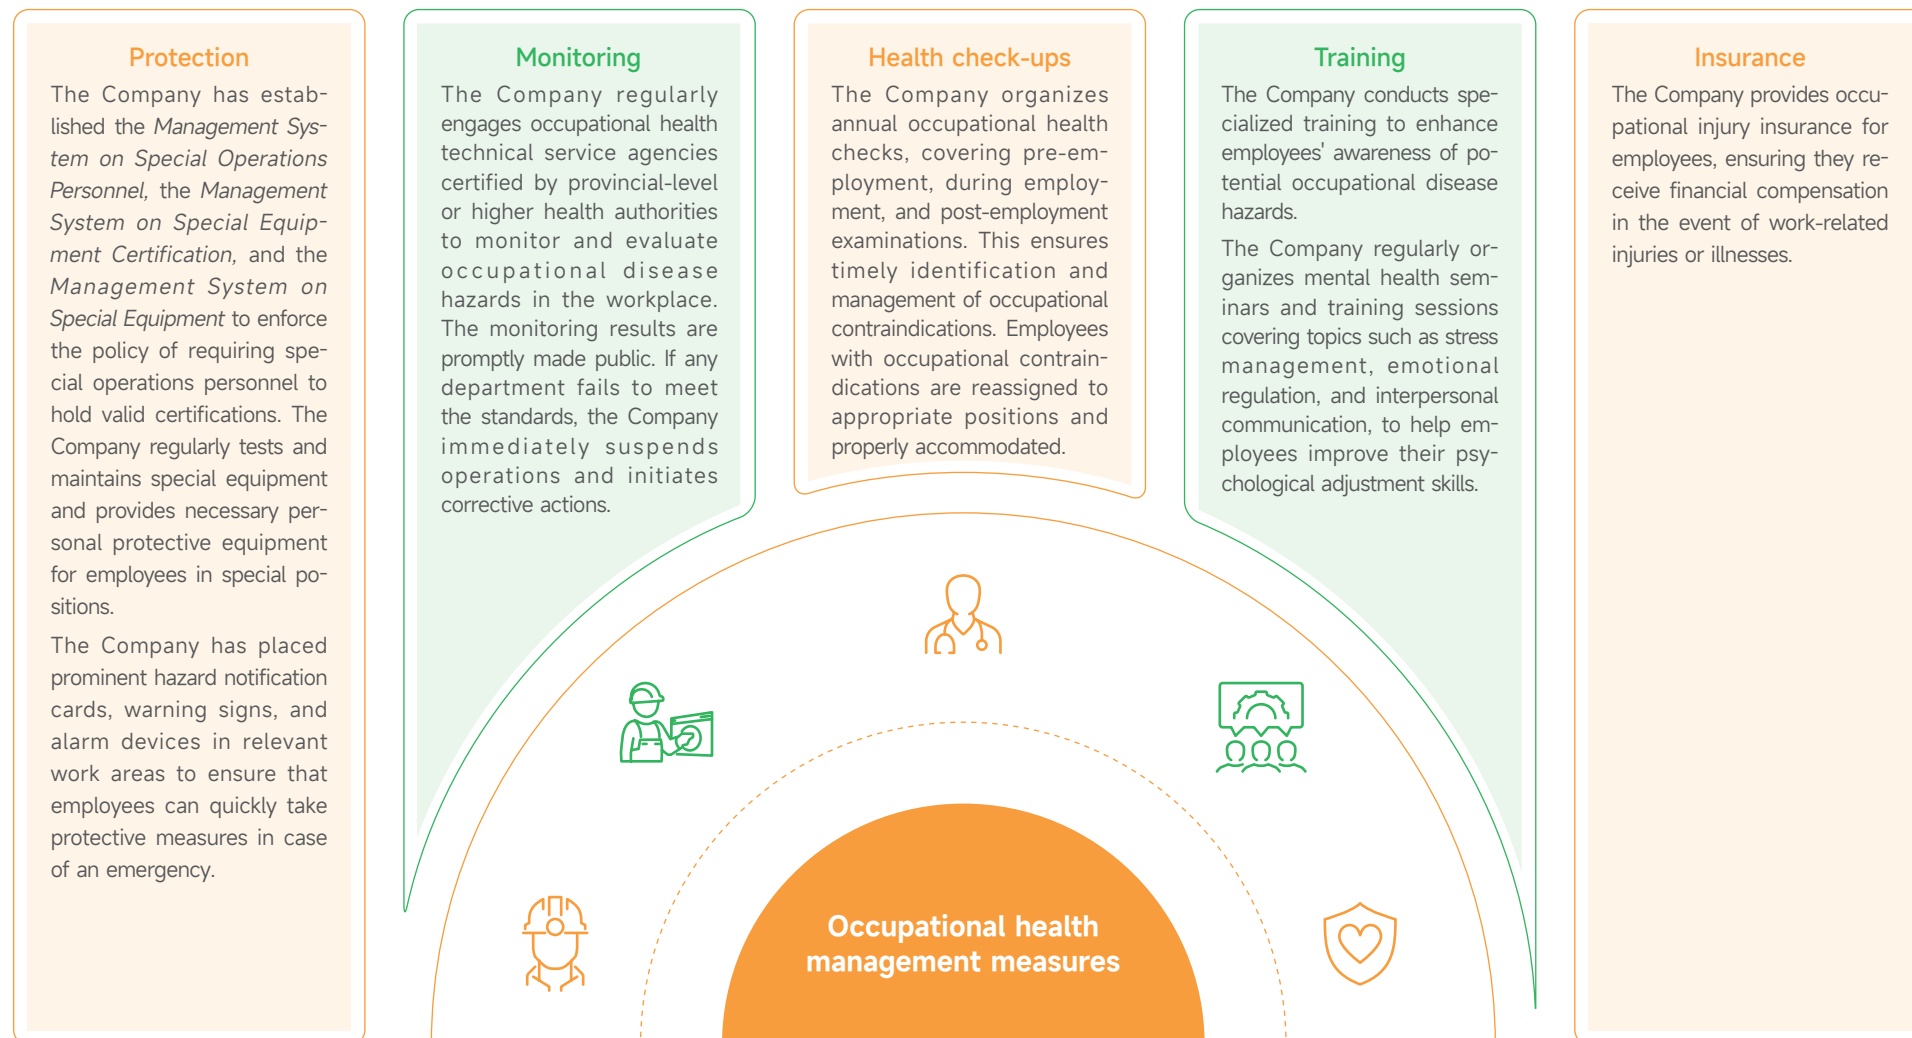 Protection
The Company has estab-
lished the Management Sys-
tem on Special Operations
Personnel, the Management
System on Special Equip-
ment Certification, and the
Management System on
Special Equipment to enforce
the policy of requiring spe-
cial operations personnel to
hold valid certifications. The
Company regularly tests and
maintains special equipment
and provides necessary per-
sonal protective equipment
for employees in special po-
sitions.
The Company has placed
prominent hazard notification
cards, warning signs, and
alarm devices in relevant
work areas to ensure that
employees can quickly take
protective measures in case
of an emergency.
Monitoring
The Company regularly
engages occupational health
technical service agencies
certified by provincial-level
or higher health authorities
to monitor and evaluate
occupational disease
hazards in the workplace.
The monitoring results are
promptly made public. If any
department fails to meet
the standards, the Company
immediately suspends
operations and initiates
corrective actions.
Health check-ups
The Company organizes
annual occupational health
checks, covering pre-em-
ployment, during employ-
ment, and post-employment
examinations. This ensures
timely identification and
management of occupational
contraindications. Employees
with occupational contrain-
dications are reassigned to
appropriate positions and
properly accommodated.
Training
The Company conducts spe-
cialized training to enhance
employees' awareness of po-
tential occupational disease
hazards.
The Company regularly or-
ganizes mental health sem-
inars and training sessions
covering topics such as stress
management, emotional
regulation, and interpersonal
communication, to help em-
ployees improve their psy-
chological adjustment skills.
Insurance
The Company provides occu-
pational injury insurance for
employees, ensuring they re-
ceive financial compensation
in the event of work-related
injuries or illnesses.
Occupational health
management measures